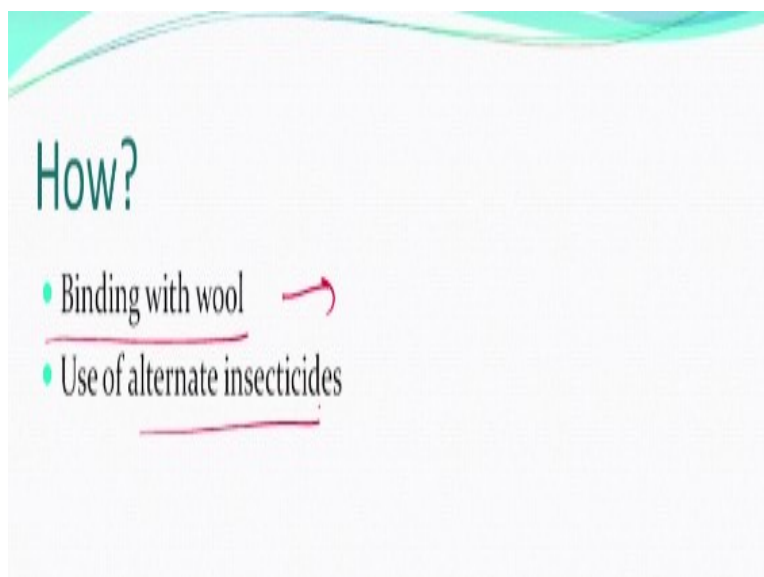 How?
• Binding with wool
• Use of alternate insecticides